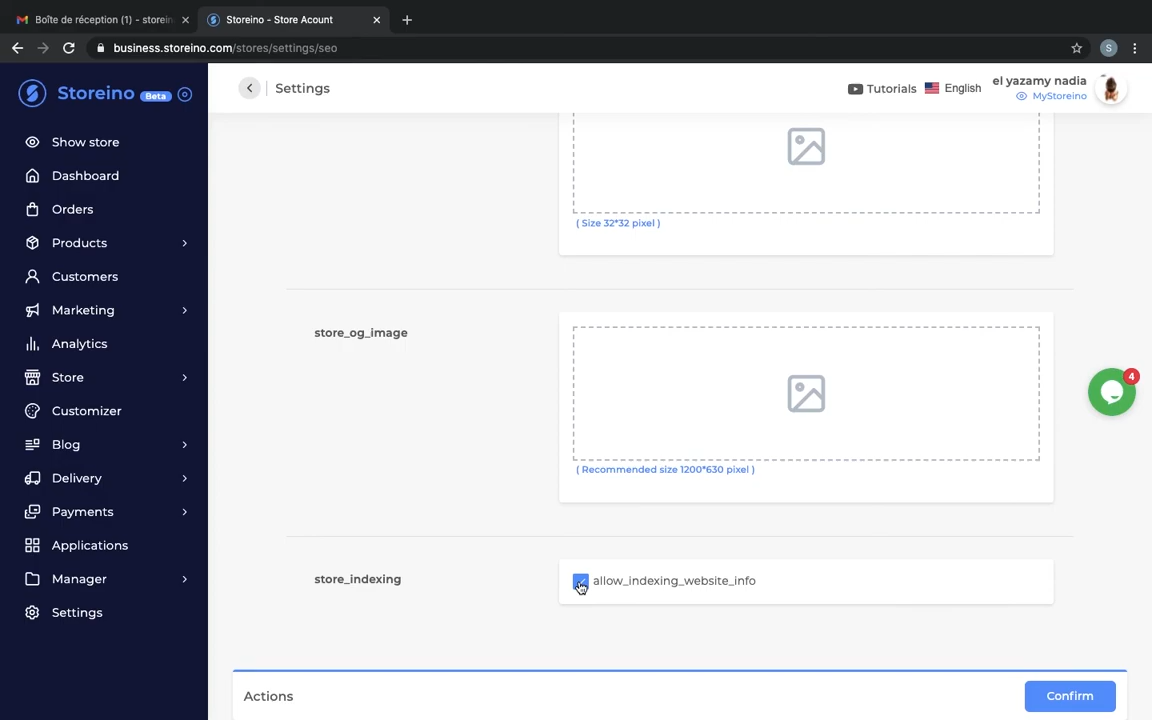 Boîte de réception (1) - storein
Storeino - Store Acount
business.storeino.com/stores/settings/seo
S
Storeino Beta
Settings
Tutorials
English
el yazamy nadia
MyStoreino
Show store
Dashboard
Orders
Products
Customers
Marketing
Analytics
Store
Customizer
Blog
Delivery
Payments
Applications
Manager
Settings
( Size 32*32 pixel )
store_og_image
( Recommended size 1200*630 pixel )
4
store_indexing
allow_indexing_website_info
Actions
Confirm